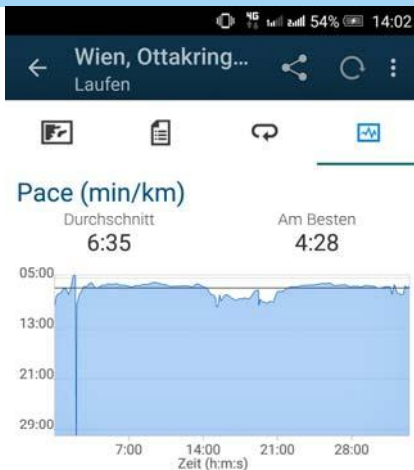 4G 54% 14:02
Wien, Ottakring...
Laufen
Pace (min/km)
Durchschnitt Am Besten
6:35 4:28
05:00
13:00
21:00
29:00
7:00 14:00 21:00 28:00
Zeit (h:m:s)